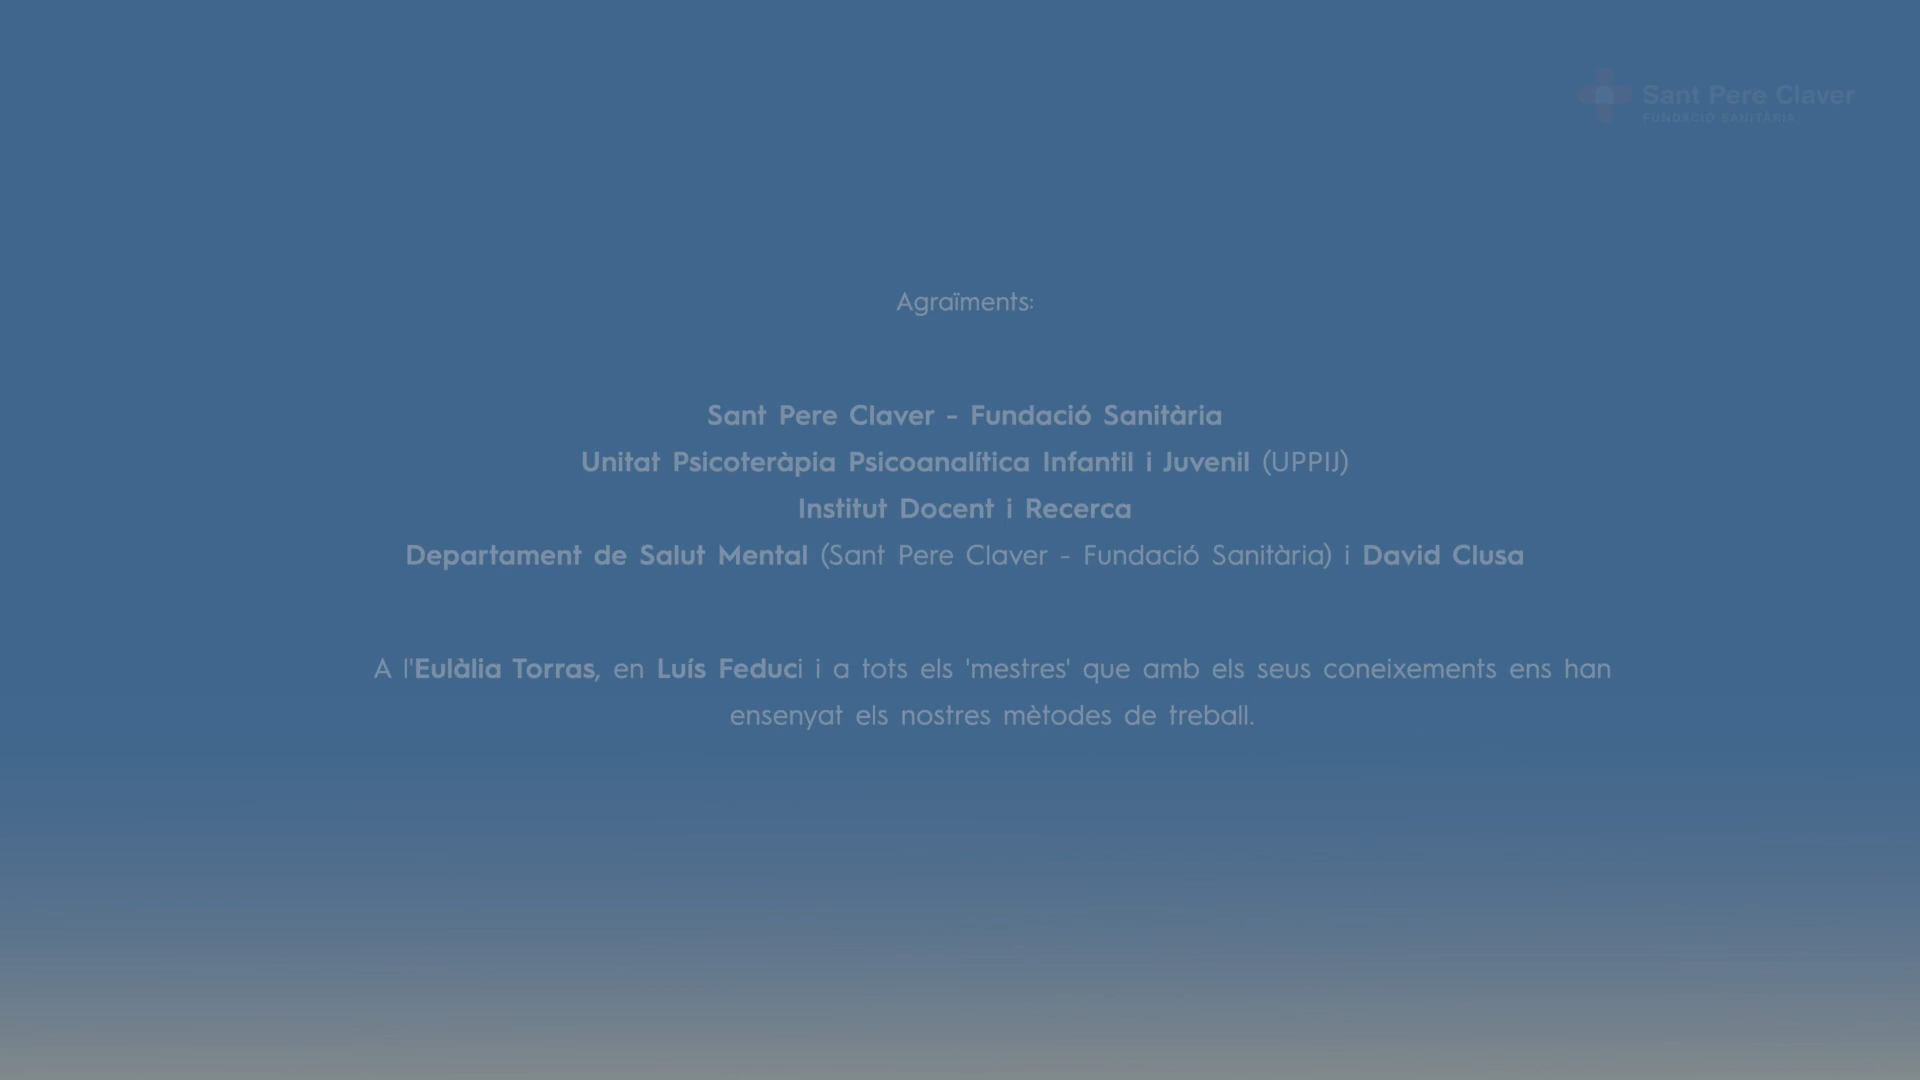 Sant Pere Claver
FUNDACIÓ SANITÀRIA
Agraïments:
Sant Pere Claver - Fundació Sanitària
Unitat Psicoteràpia Psicoanalítica Infantil i Juvenil (UPPIJ)
Institut Docent i Recerca
Departament de Salut Mental (Sant Pere Claver - Fundació Sanitària) i David Clusa
A l'Eulàlia Torras, en Luís Feduci i a tots els 'mestres' que amb els seus coneixements ens han
ensenyat els nostres mètodes de treball.